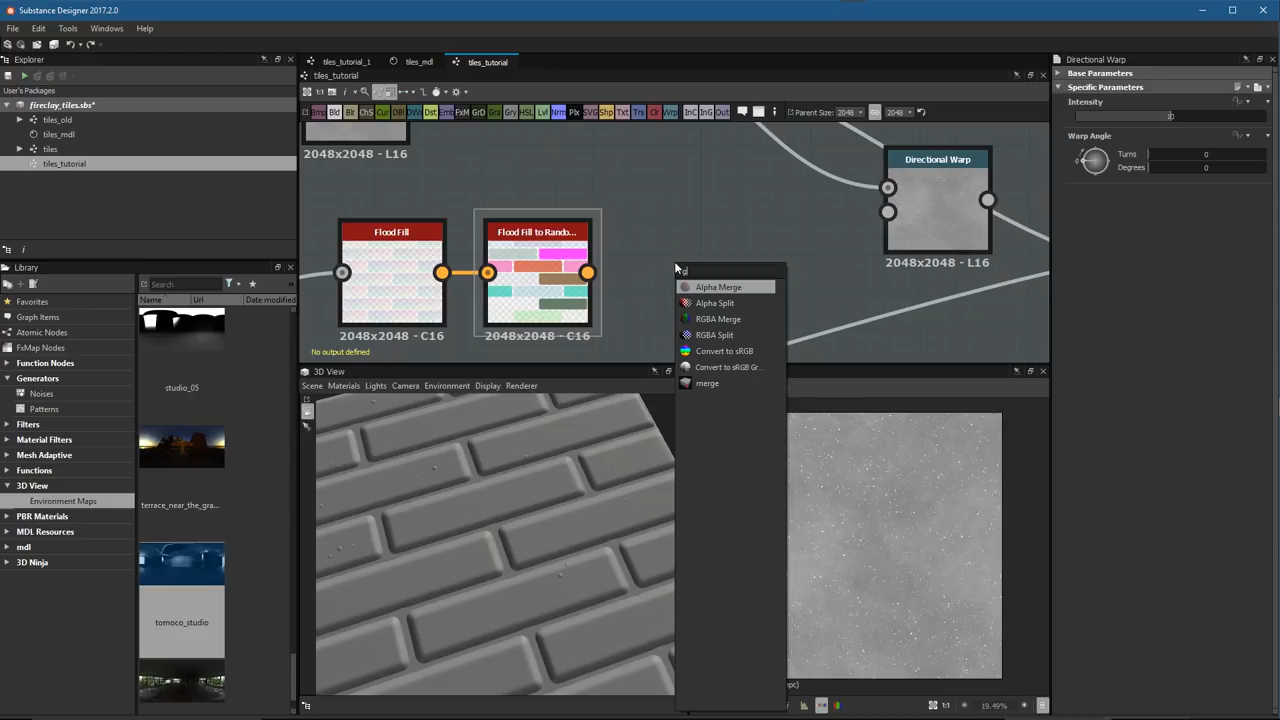 Substance Designer 2017.2.0
File Edit Tools Windows Help
Explorer
User's Packages
fireclay_tiles.sbs*
tiles_old
tiles_mdl
tiles
tiles_tutorial
Library
Search
Name Url Date modified
Favorites
Graph Items
Atomic Nodes
FxMap Nodes
Function Nodes
Generators
Noises
Patterns
Filters
Material Filters
Mesh Adaptive
Functions
3D View
Environment Maps
PBR Materials
MDL Resources
mdl
3D Ninja
studio_05
terrace_near_the_gra...
tomoco_studio
tiles_tutorial_1 tiles_mdl tiles_tutorial
tiles_tutorial
Parent Size: 2048 2048
2048x2048 - L16
Flood Fill
2048x2048 - C16
Flood Fill to Rando...
2048x2048 - C16
No output defined
Directional Warp
2048x2048 - L16
Alpha Merge
Alpha Split
RGBA Merge
RGBA Split
Convert to sRGB
Convert to sRGB Gr...
merge
3D View
Scene Materials Lights Camera Environment Display Renderer
19.49%
Directional Warp
Base Parameters
Specific Parameters
Intensity
10
Warp Angle
Turns 0
Degrees 0